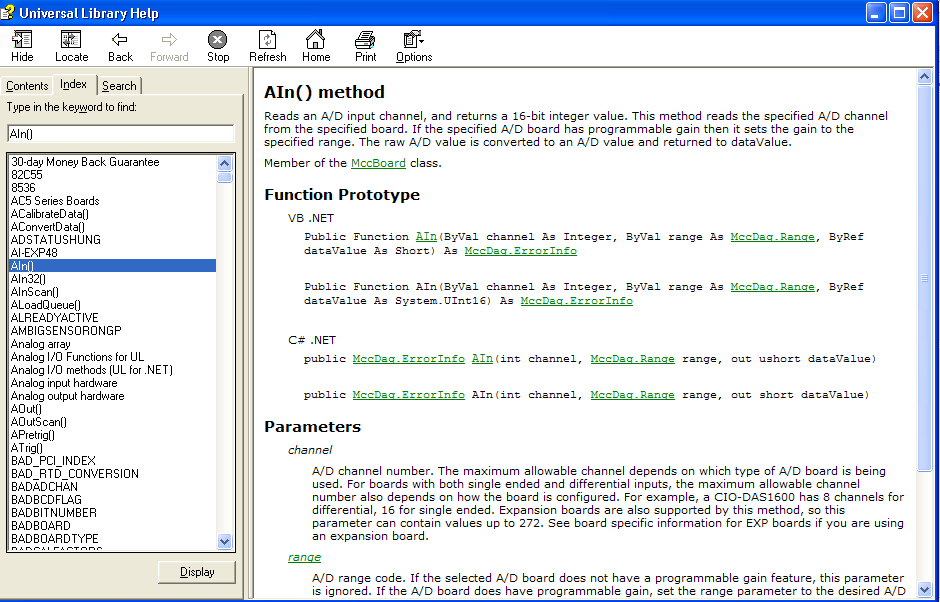 Universal Library Help
Hide Locate Back Forward Stop Refresh Home Print Options
Contents Index Search
Type in the keyword to find:
AIn()
30-day Money Back Guarantee
82C55
8536
AC5 Series Boards
ACalibrateData()
AConvertData()
ADSTATUSHUNG
AI-EXP48
AIn()
AIn32()
AInScan()
ALoadQueue()
ALREADYACTIVE
AMBIGSENSORONGP
Analog array
Analog I/O Functions for UL
Analog I/O methods (UL for .NET)
Analog input hardware
Analog output hardware
AOut()
AOutScan()
APretrig()
ATrig()
BAD_PCI_INDEX
BAD_RTD_CONVERSION
BADADCHAN
BADBCDFLAG
BADBITNUMBER
BADBOARD
BADBOARDTYPE
BADCALFACTORS
Display
AIn() method
Reads an A/D input channel, and returns a 16-bit integer value. This method reads the specified A/D channel
from the specified board. If the specified A/D board has programmable gain then it sets the gain to the
specified range. The raw A/D value is converted to an A/D value and returned to dataValue.
Member of the MccBoard class.
Function Prototype
VB .NET
Public Function AIn(ByVal channel As Integer, ByVal range As MccDaq.Range, ByRef
dataValue As Short) As MccDaq.ErrorInfo
Public Function AIn(ByVal channel As Integer, ByVal range As MccDaq.Range, ByRef
dataValue As System.UInt16) As MccDaq.ErrorInfo
C# .NET
public MccDaq.ErrorInfo AIn(int channel, MccDaq.Range range, out ushort dataValue)
public MccDaq.ErrorInfo AIn(int channel, MccDaq.Range range, out short dataValue)
Parameters
channel
A/D channel number. The maximum allowable channel depends on which type of A/D board is being
used. For boards with both single ended and differential inputs, the maximum allowable channel
number also depends on how the board is configured. For example, a CIO-DAS1600 has 8 channels for
differential, 16 for single ended. Expansion boards are also supported by this method, so this
parameter can contain values up to 272. See board specific information for EXP boards if you are using
an expansion board.
range
A/D range code. If the selected A/D board does not have a programmable gain feature, this parameter
is ignored. If the A/D board does have programmable gain, set the range parameter to the desired A/D